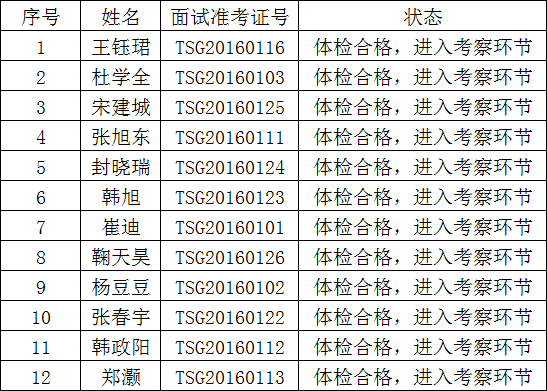 序号 姓名 面试准考证号 状态
1 王钰珺 TSG20160116 体检合格，进入考察环节
2 杜学全 TSG20160103 体检合格，进入考察环节
3 宋建城 TSG20160125 体检合格，进入考察环节
4 张旭东 TSG20160111 体检合格，进入考察环节
5 封晓瑞 TSG20160124 体检合格，进入考察环节
6 韩旭 TSG20160123 体检合格，进入考察环节
7 崔迪 TSG20160101 体检合格，进入考察环节
8 鞠天昊 TSG20160126 体检合格，进入考察环节
9 杨豆豆 TSG20160102 体检合格，进入考察环节
10 张春宇 TSG20160122 体检合格，进入考察环节
11 韩政阳 TSG20160112 体检合格，进入考察环节
12 郑灏 TSG20160113 体检合格，进入考察环节